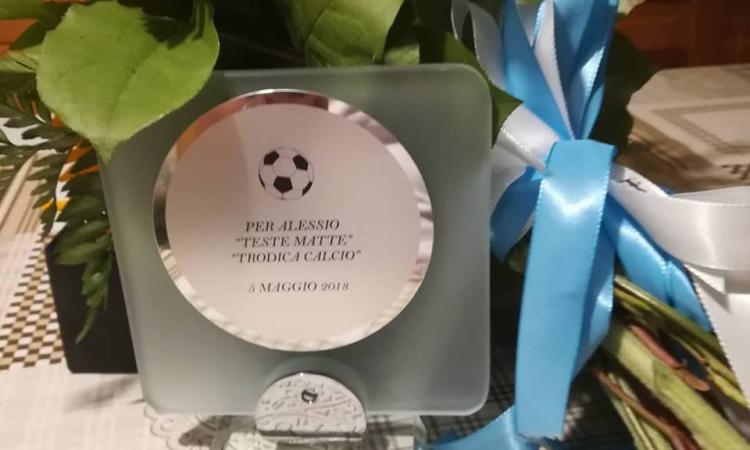 PER ALESSIO
"TESTE MATTE"
"TRODICA CALCIO"
5 MAGGIO 2018